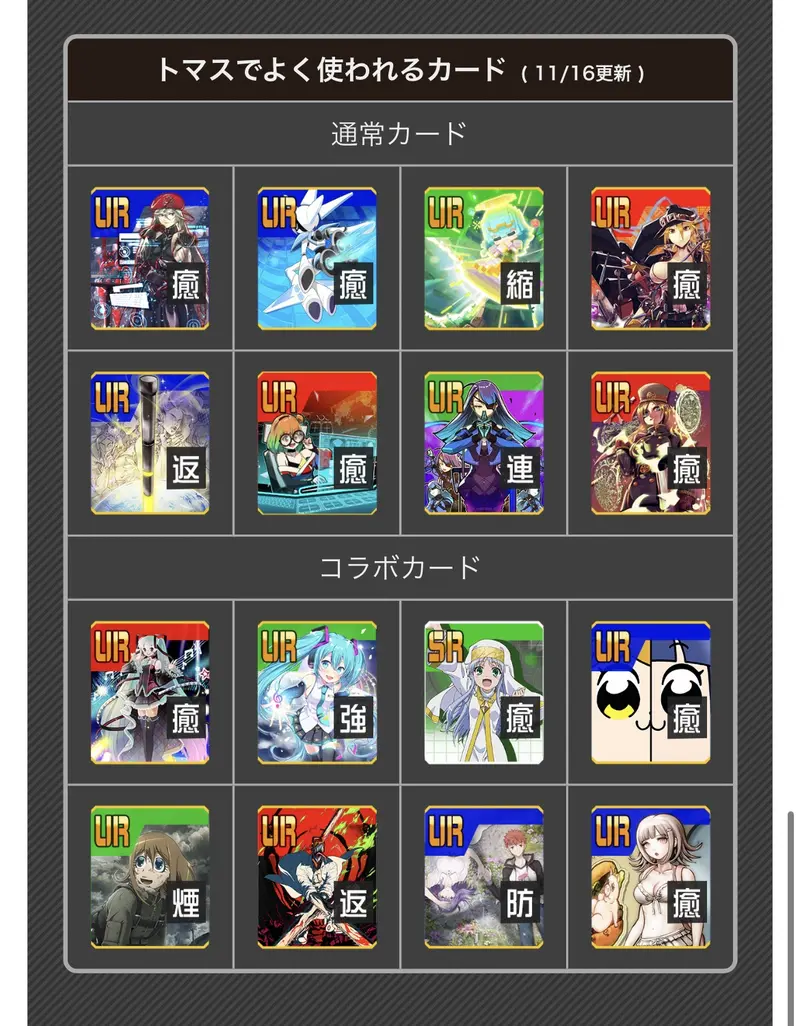 トマスでよく使われるカード ( 11/16更新 )
通常カード
UR UR UR UR
癒 癒 縮 癒
UR UR UR UR
返 癒 連 癒
コラボカード
UR UR SR UR
癒 強 癒 癒
UR UR UR UR
煙 返 防 癒